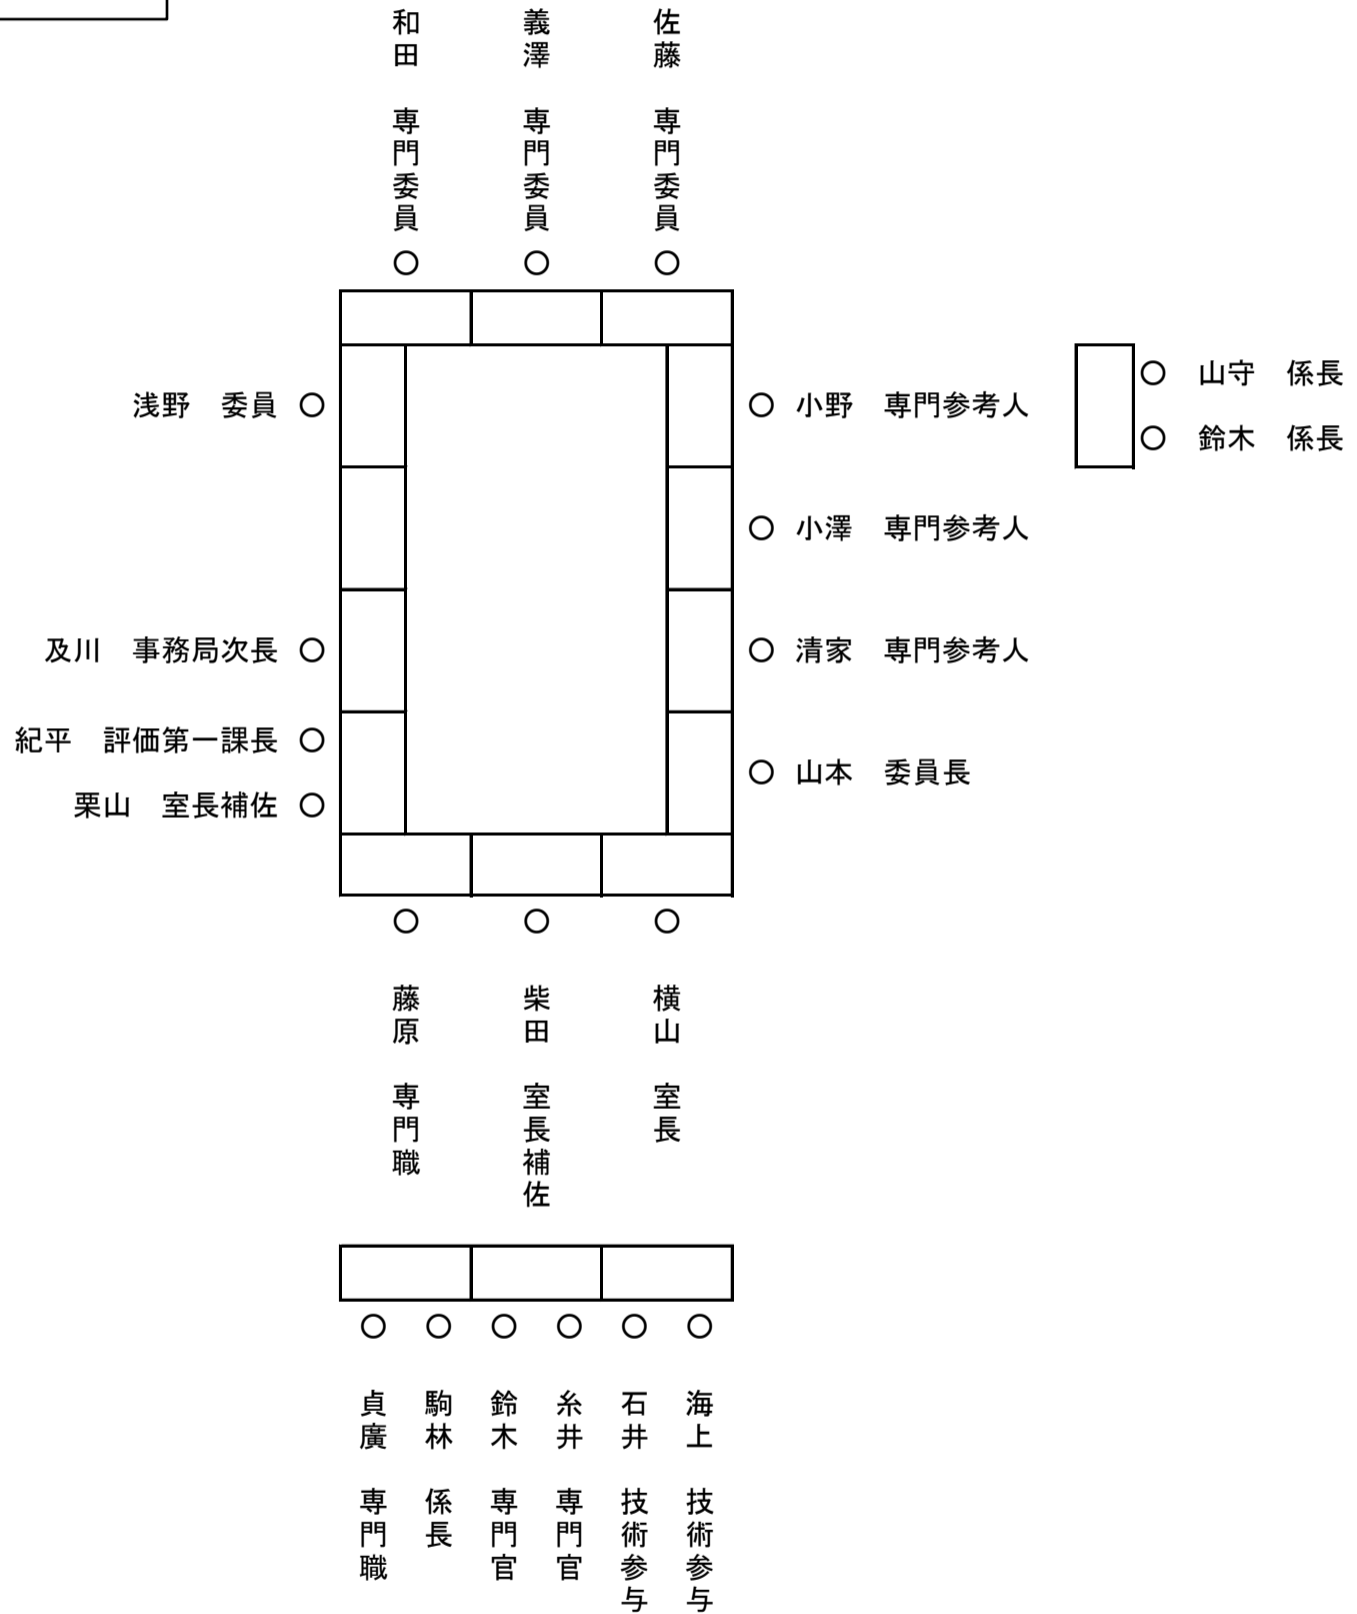 和田　専門委員
義澤　専門委員
佐藤　専門委員
浅野　委員
小野　専門参考人
山守　係長
鈴木　係長
小澤　専門参考人
及川　事務局次長
清家　専門参考人
紀平　評価第一課長
山本　委員長
栗山　室長補佐
藤原　専門職
柴田　室長補佐
横山　室長
貞廣　専門職
駒林　係長
鈴木　専門官
糸井　専門官
石井　技術参与
海上　技術参与